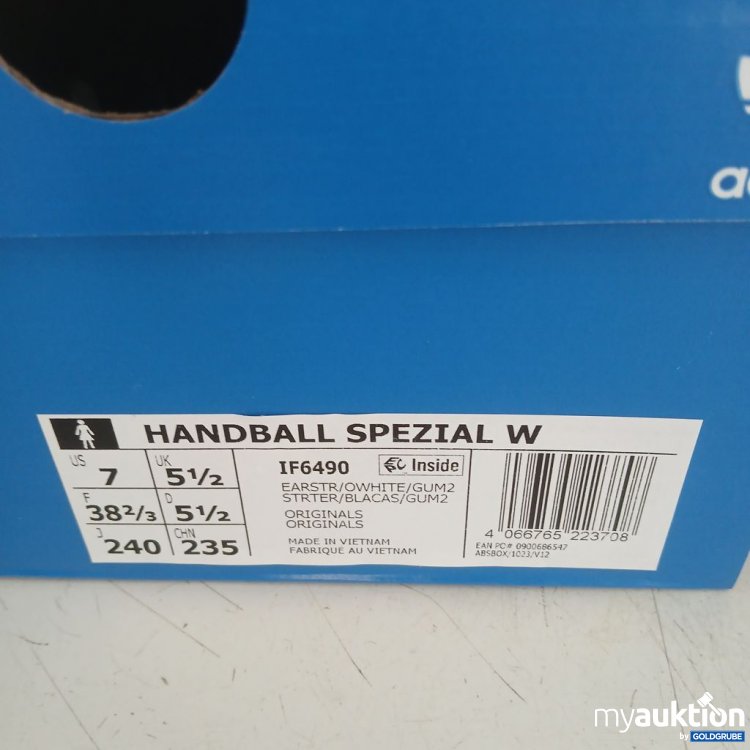 HANDBALL SPEZIAL W
US 7 UK 5½
F 38⅔ D 5½
J 240 CHN 235
IF6490 Inside
EARSTR/OWHITE/GUM2
STRTER/BLACAS/GUM2
ORIGINALS
ORIGINALS
MADE IN VIETNAM
FABRIQUE AU VIETNAM
4 066765 223708
EAN PC# 0900686547
ABSBOX/1023/V12
myauktion
by GOLDGRUBE